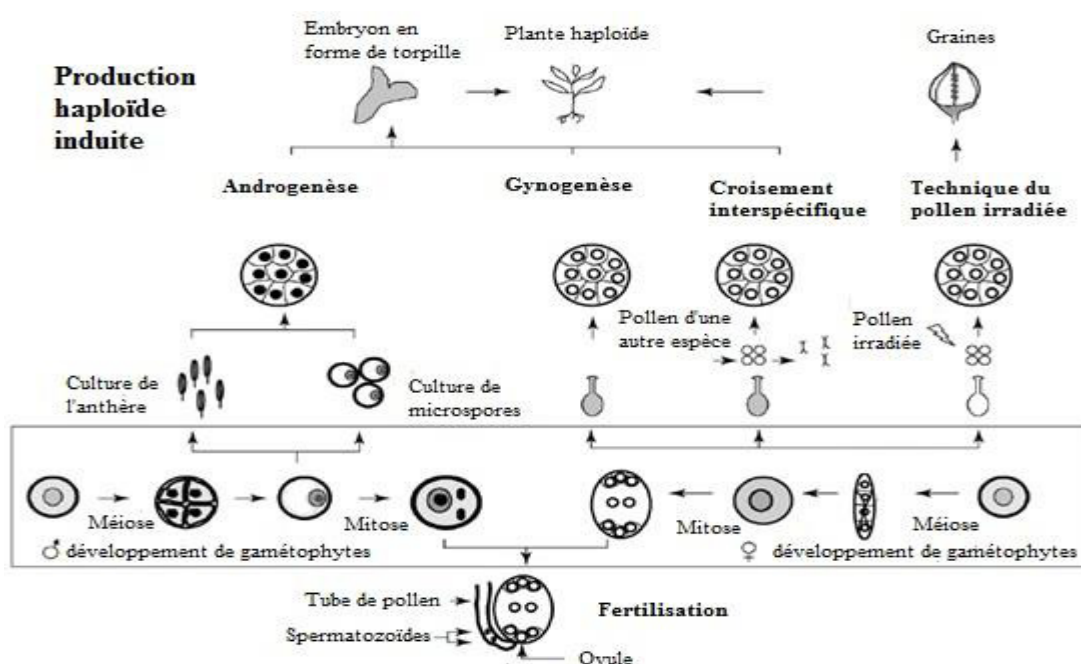 Embryon en
forme de torpille
Plante haploïde
Graines
Production
haploïde
induite
Androgenèse
Gynogenèse
Croisement
interspécifique
Technique du
pollen irradiée
Pollen d'une
autre espèce
Pollen
irradiée
Culture de
l'anthère
Culture de
microspores
Méiose
Mitose
Mitose
Méiose
♂ développement de gamétophytes
♀ développement de gamétophytes
Tube de pollen
Fertilisation
Spermatozoïdes
Ovule